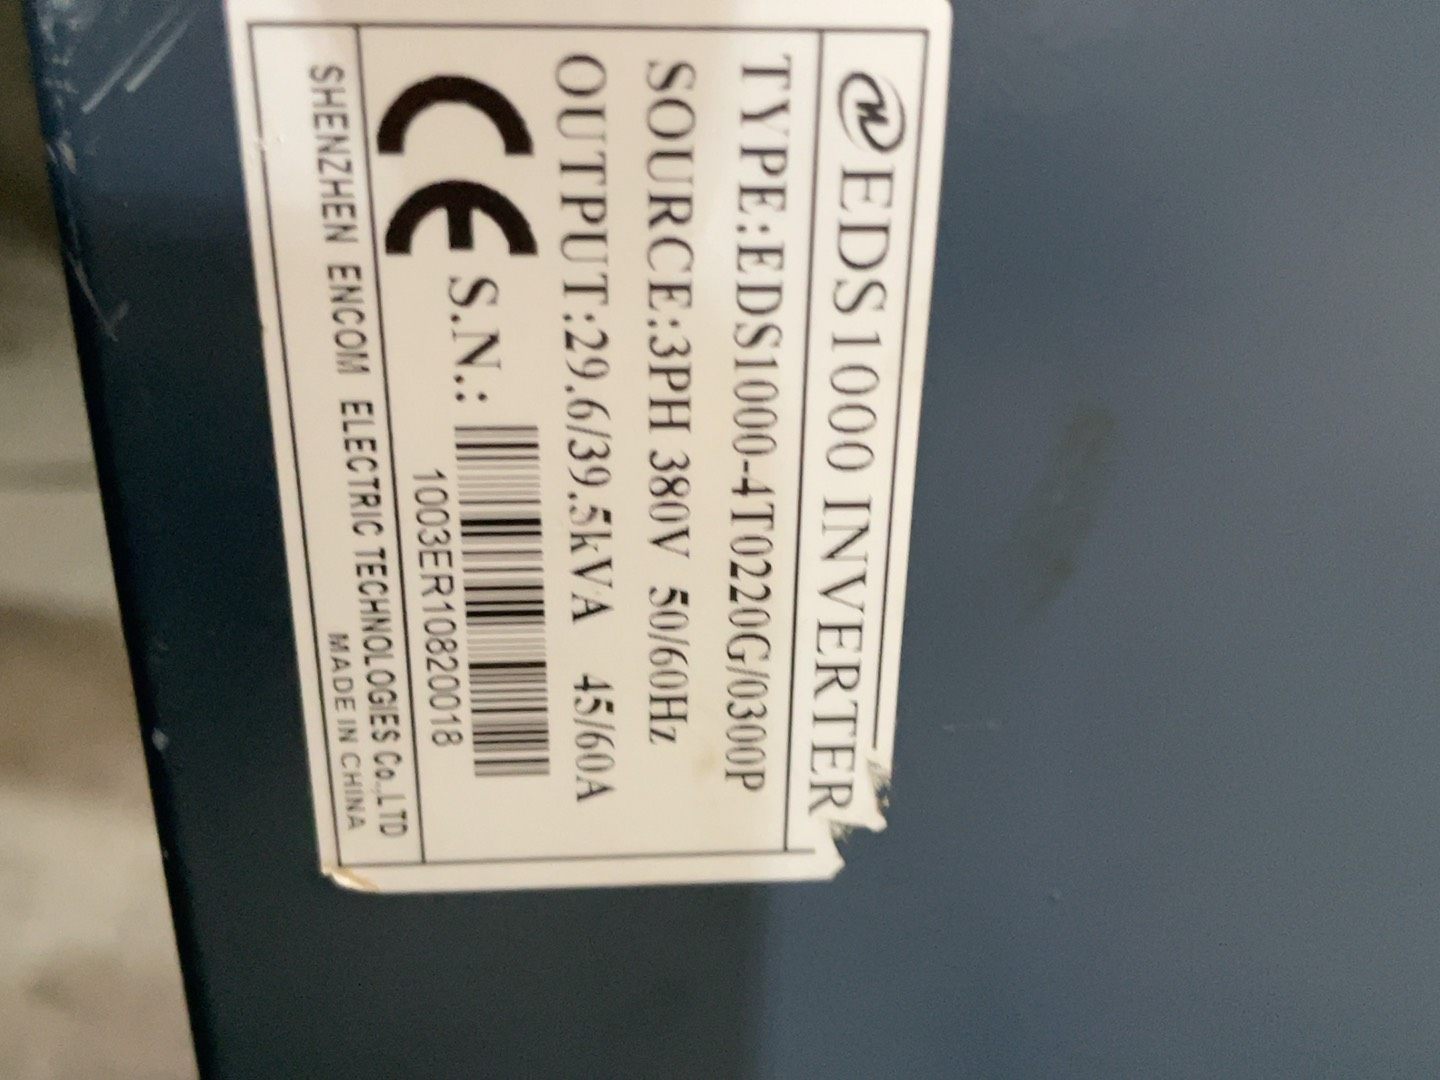 EDS1000 INVERTER
TYPE:EDS1000-4T0220G/0300P
SOURCE:3PH 380V 50/60Hz
OUTPUT:29.6/39.5kVA 45/60A
CE S.N.:
1003ER10820018
SHENZHEN ENCOM ELECTRIC TECHNOLOGIES Co.,LTD
MADE IN CHINA